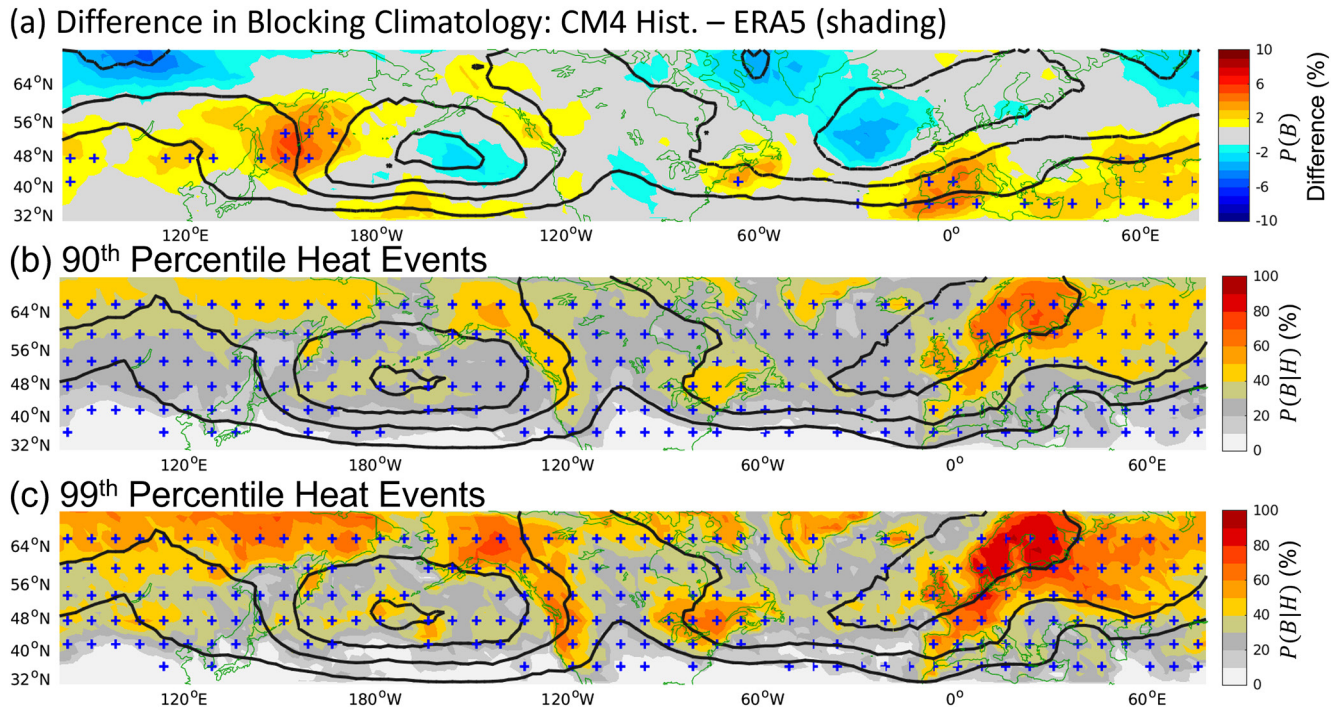 (a) Difference in Blocking Climatology: CM4 Hist. – ERA5 (shading)
64°N
56°N
48°N
40°N
32°N
120°E
180°W
120°W
60°W
0°
60°E
10
6
2
-2
-6
-10
P(B)
Difference (%)
(b) 90th Percentile Heat Events
64°N
56°N
48°N
40°N
32°N
120°E
180°W
120°W
60°W
0°
60°E
100
80
60
40
20
0
P(B|H) (%)
(c) 99th Percentile Heat Events
64°N
56°N
48°N
40°N
32°N
120°E
180°W
120°W
60°W
0°
60°E
100
80
60
40
20
0
P(B|H) (%)